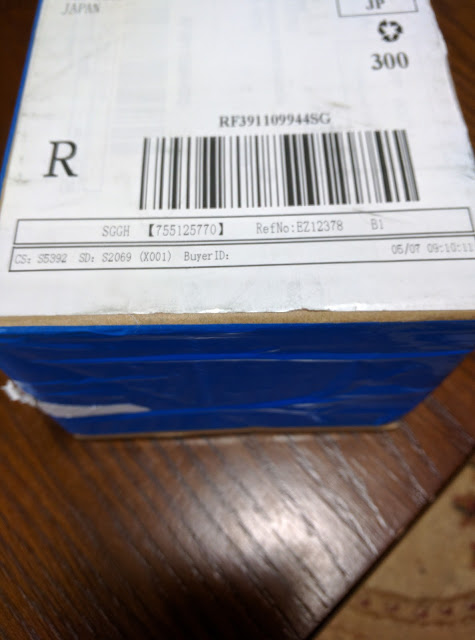 JAPAN
JP
300
RF391109944SG
R
SGGH 【755125770】 RefNo:EZ12378 B1
CS: S5392 SD: S2069 (X001) BuyerID: 05/07 09:10:11